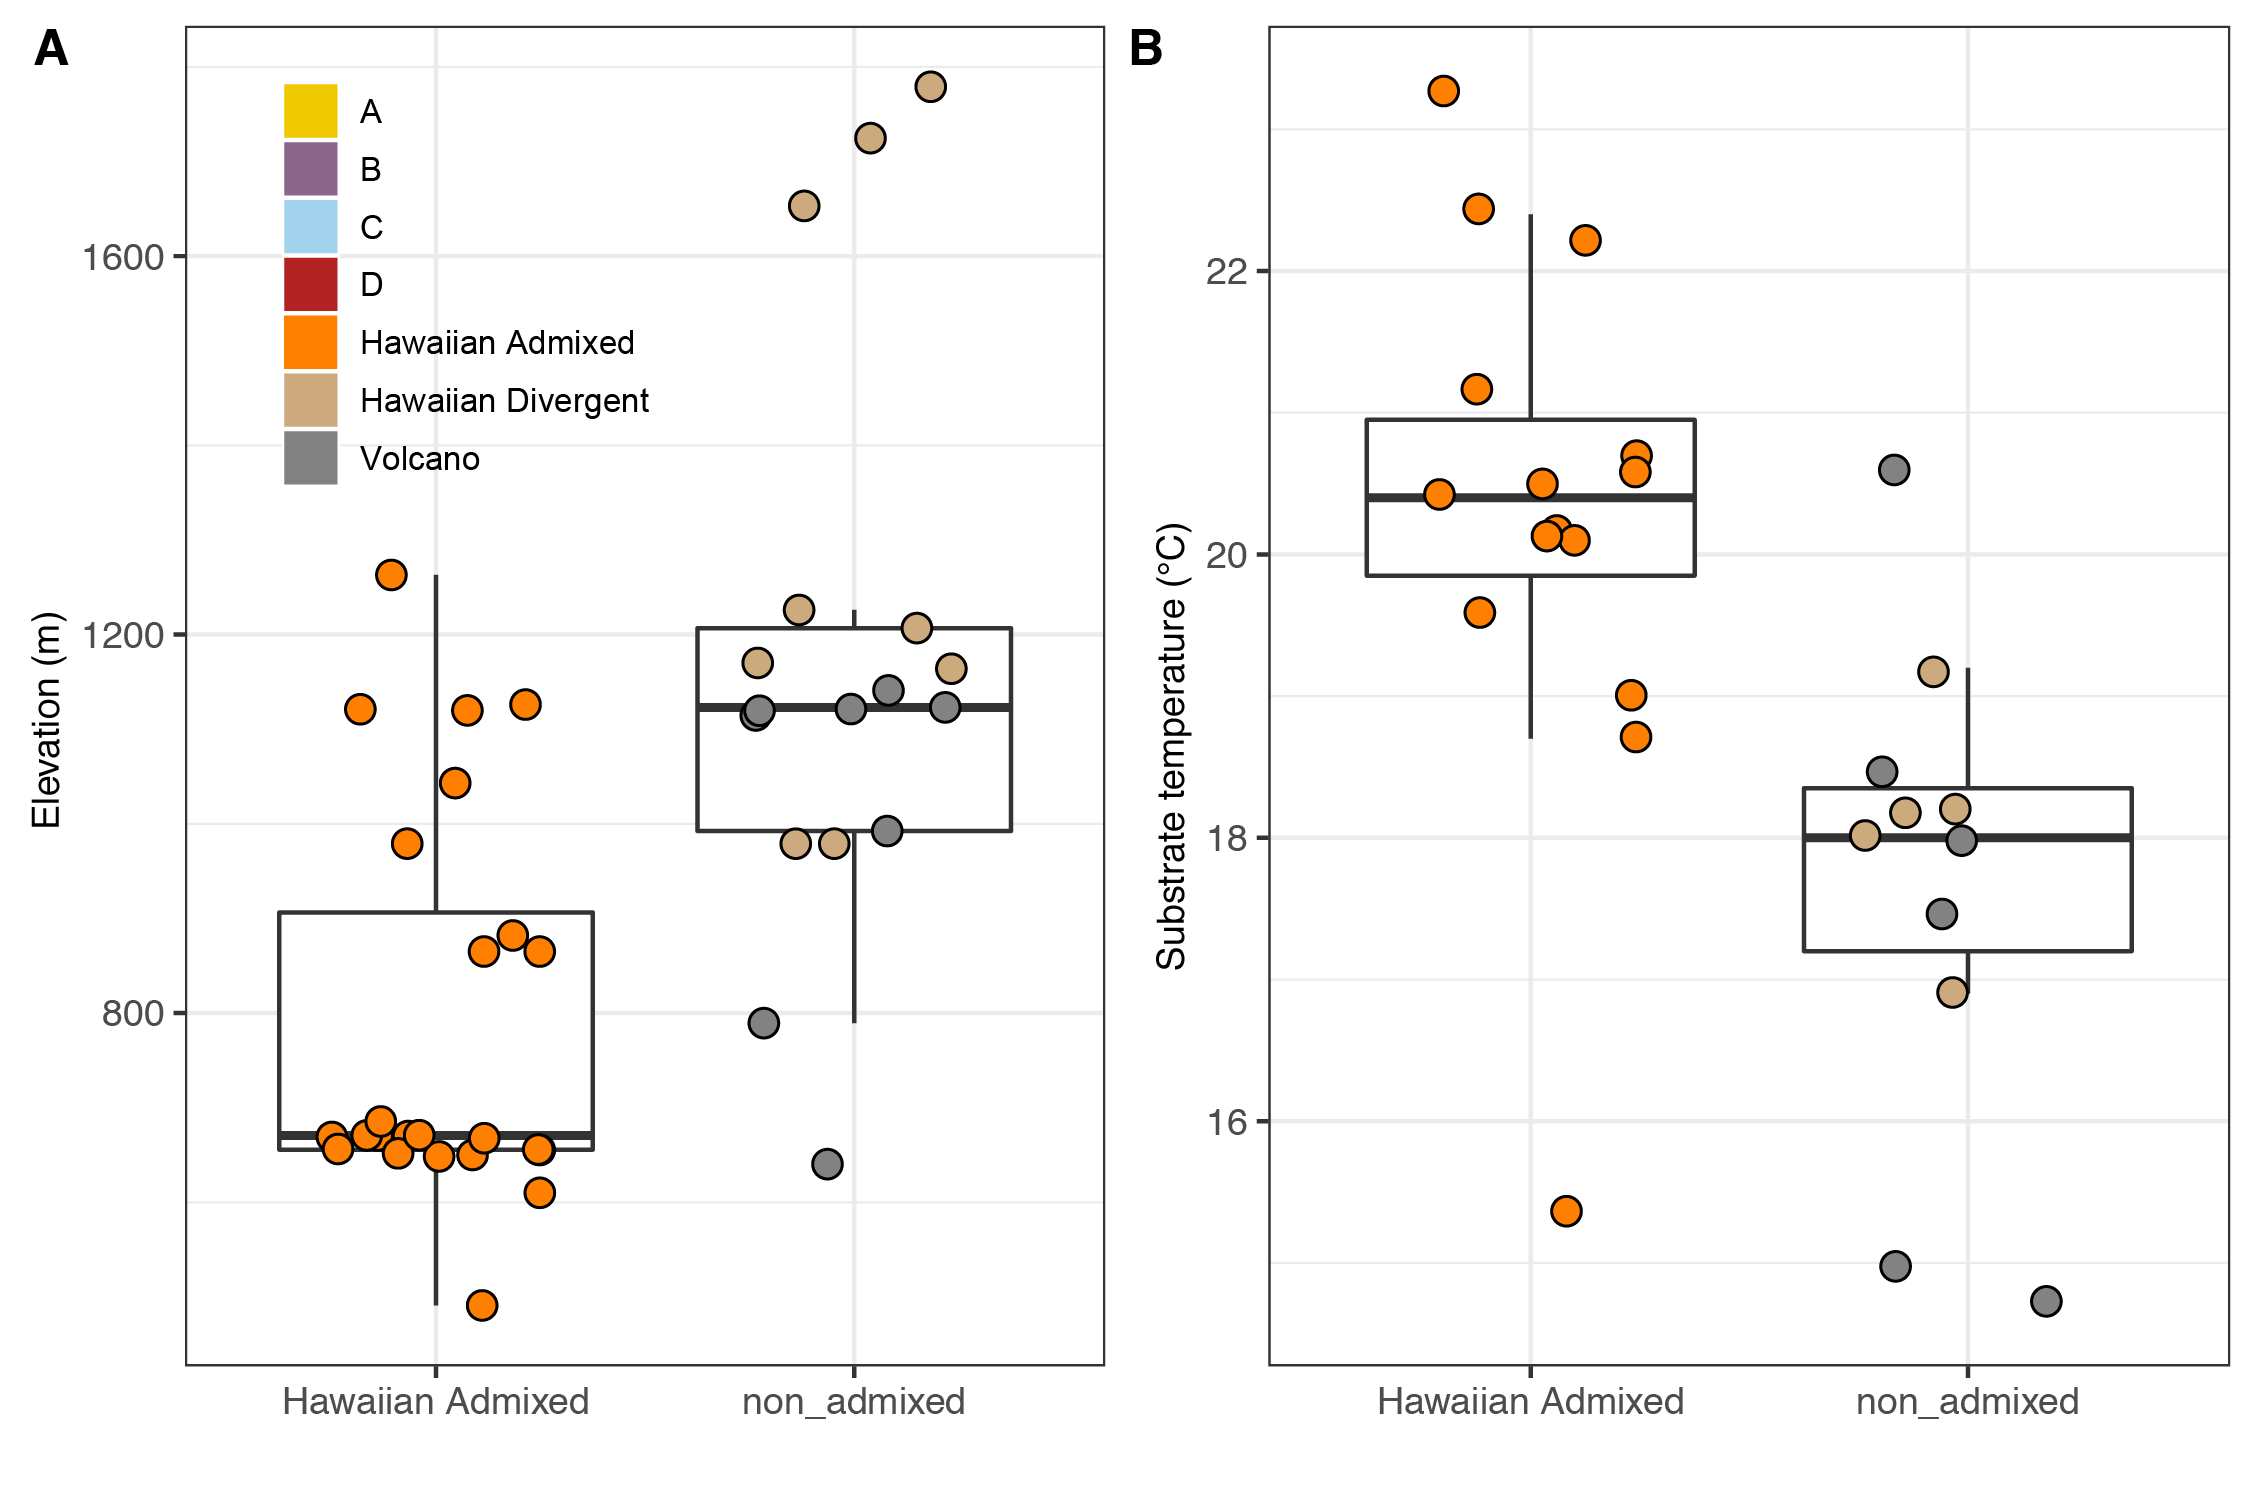 A
A
B
C
D
Hawaiian Admixed
Hawaiian Divergent
Volcano
1600
1200
800
Elevation (m)
Hawaiian Admixed
non_admixed
B
22
20
18
16
Substrate temperature (°C)
Hawaiian Admixed
non_admixed